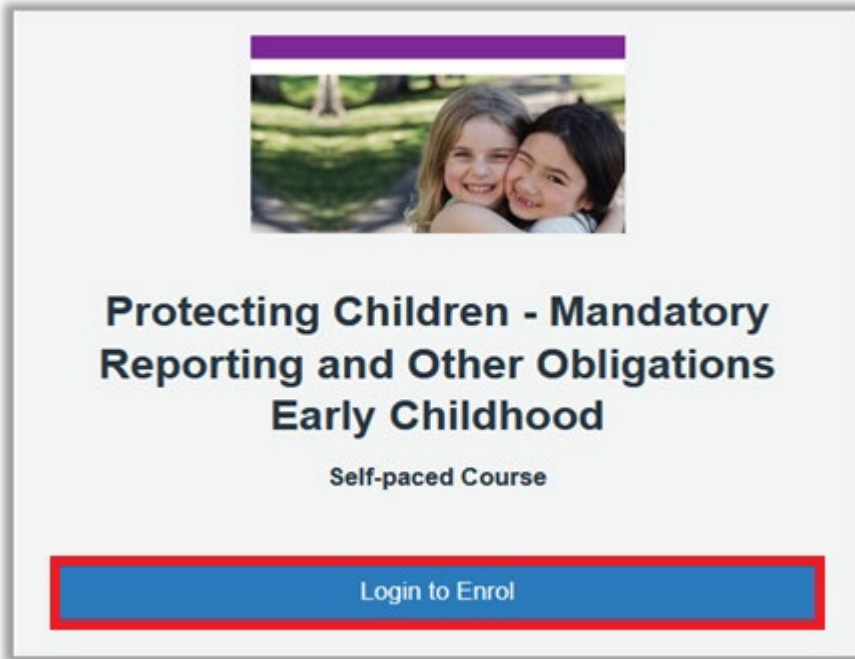 Protecting Children - Mandatory
Reporting and Other Obligations
Early Childhood
Self-paced Course
Login to Enrol